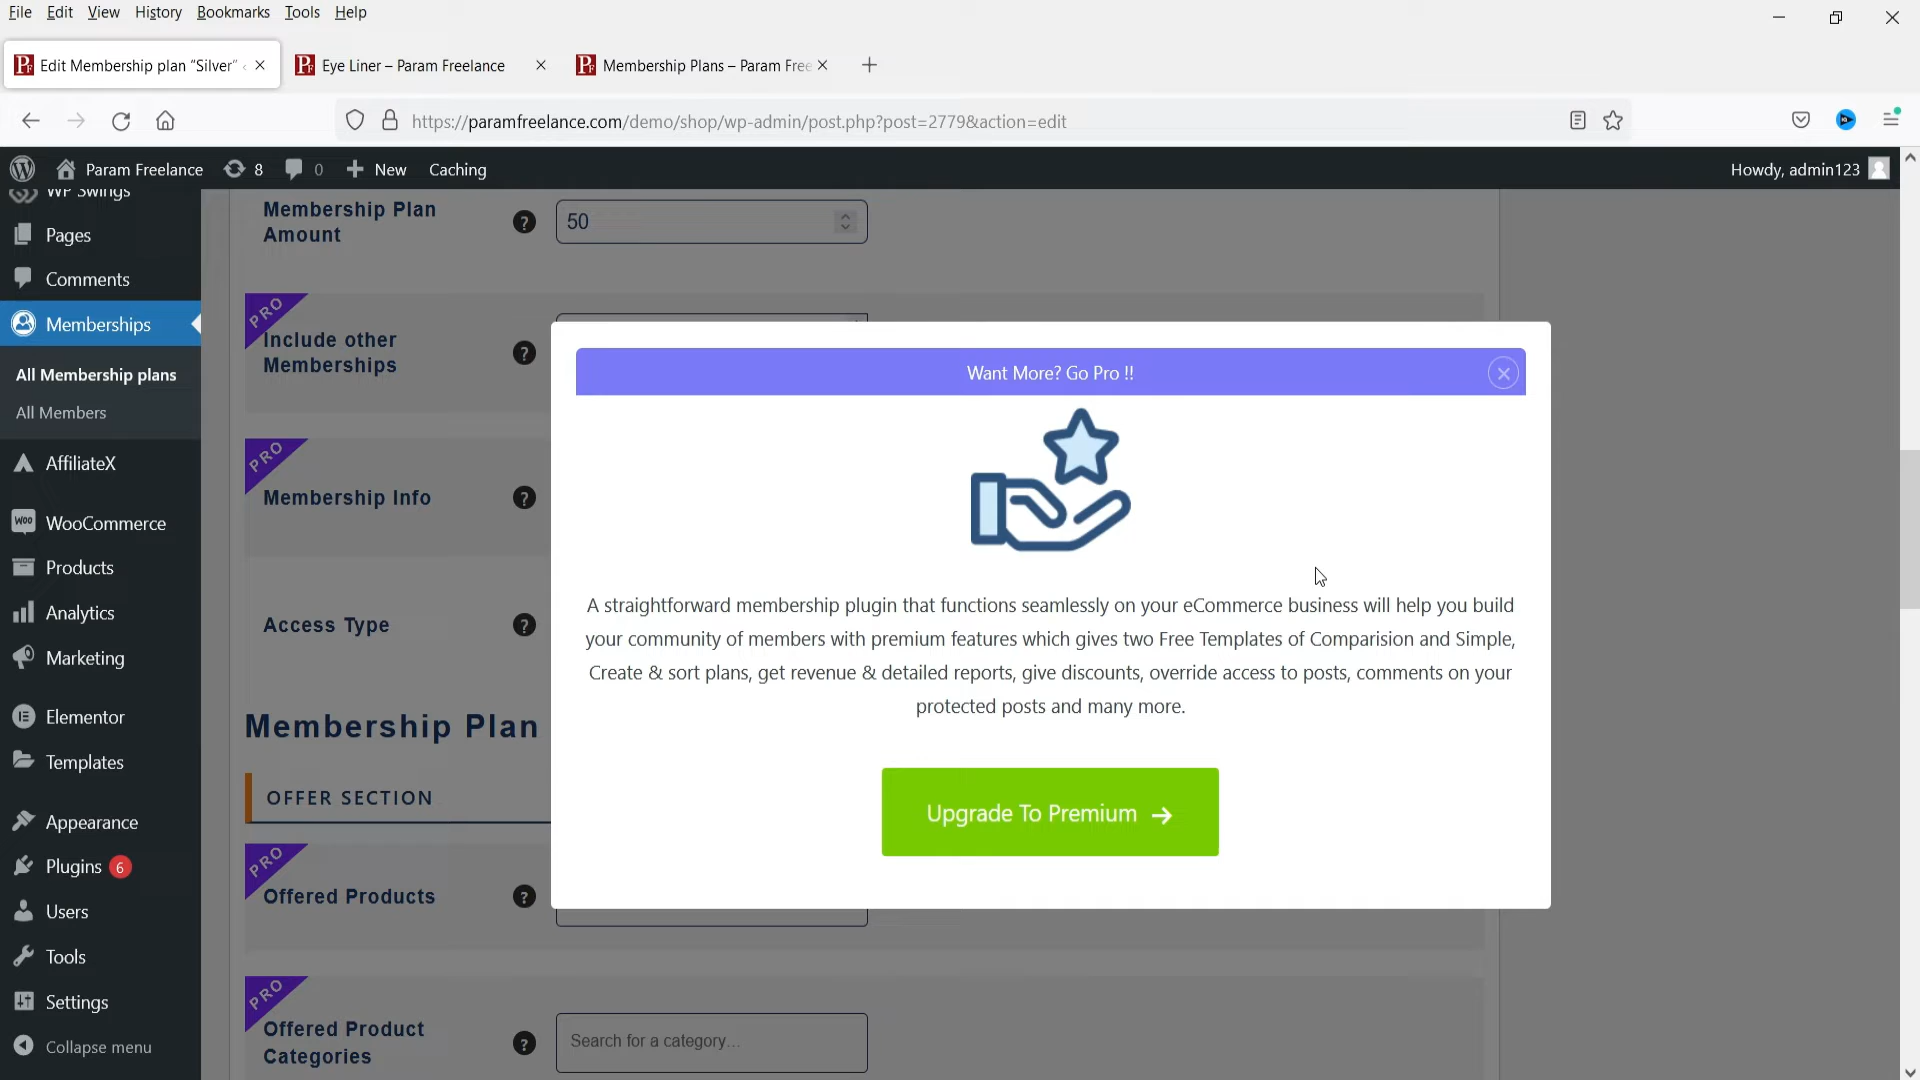 File Edit View History Bookmarks Tools Help
Edit Membership plan “Silver”
Eye Liner – Param Freelance
Membership Plans – Param Free
https://paramfreelance.com/demo/shop/wp-admin/post.php?post=2779&action=edit
Param Freelance 8 0 New Caching
Howdy, admin123
WP Swings
Pages
Comments
Memberships
All Membership plans
All Members
AffiliateX
WooCommerce
Products
Analytics
Marketing
Elementor
Templates
Appearance
Plugins 6
Users
Tools
Settings
Collapse menu
Membership Plan
Amount
? 50
PRO
Include other
Memberships
?
PRO
Membership Info ?
Access Type ?
Membership Plan
OFFER SECTION
PRO
Offered Products ?
PRO
Offered Product
Categories
? Search for a category...
Want More? Go Pro !!
A straightforward membership plugin that functions seamlessly on your eCommerce business will help you build
your community of members with premium features which gives two Free Templates of Comparision and Simple,
Create & sort plans, get revenue & detailed reports, give discounts, override access to posts, comments on your
protected posts and many more.
Upgrade To Premium →